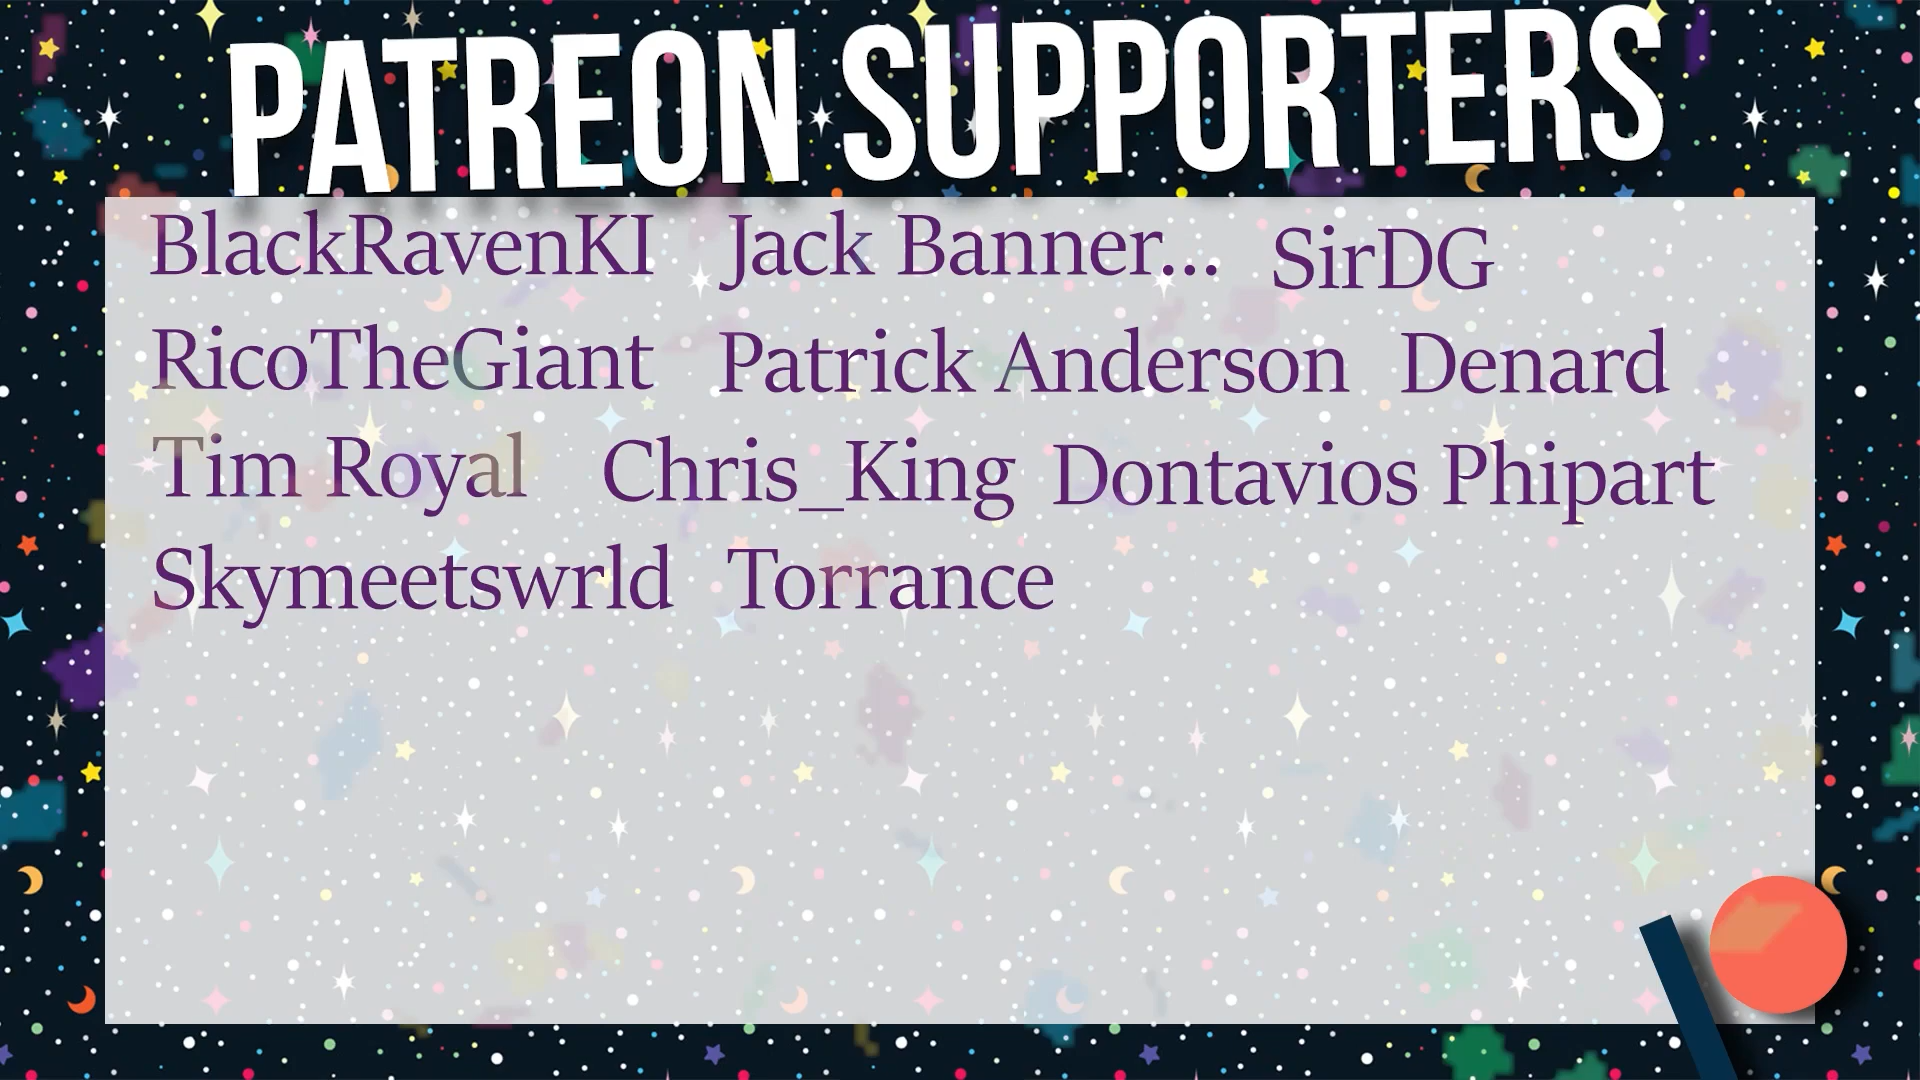 PATREON SUPPORTERS
BlackRavenKI Jack Banner... SirDG
RicoTheGiant Patrick Anderson Denard
Tim Royal Chris_King Dontavios Phipart
Skymeetswrld Torrance